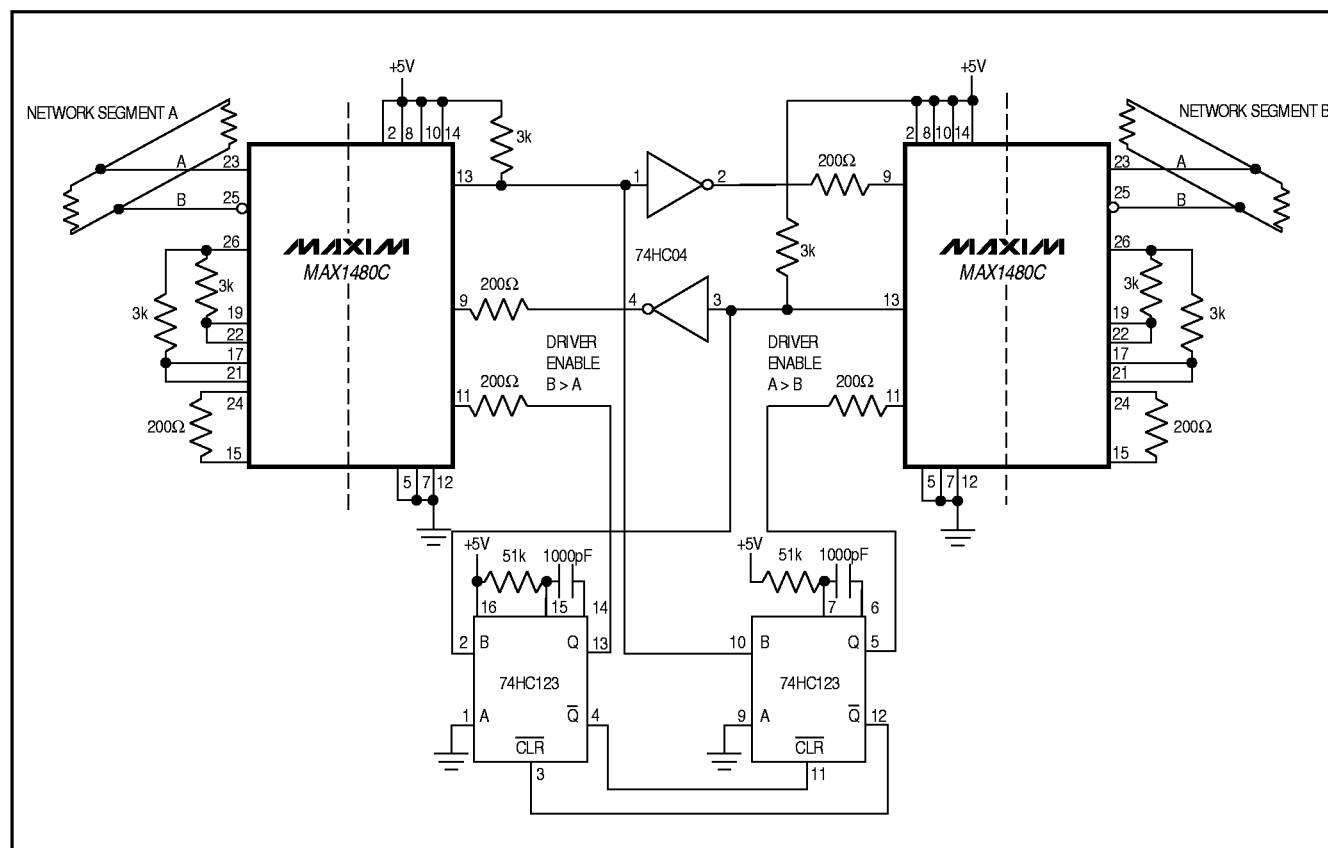 +5V
+5V
NETWORK SEGMENT A
NETWORK SEGMENT B
2 8 10 14
3k
2 8 10 14
A 23
13
1 2
200Ω
9
23 A
B 25
25 B
26
MAXIM
MAX1480C
74HC04
3k
MAXIM
MAX1480C
26
3k
3k
3k
3k
19
22
17
21
9
200Ω
4 3
13
19
22
17
21
DRIVER
ENABLE
B > A
DRIVER
ENABLE
A > B
24
200Ω
15
11
200Ω
200Ω
11
24
200Ω
15
5 7 12
5 7 12
+5V
51k
1000pF
+5V
51k
1000pF
16 15 14
7 6
2 B Q 13
10 B Q 5
74HC123
74HC123
1 A Q̅ 4
9 A Q̅ 12
C̅L̅R̅
C̅L̅R̅
3
11